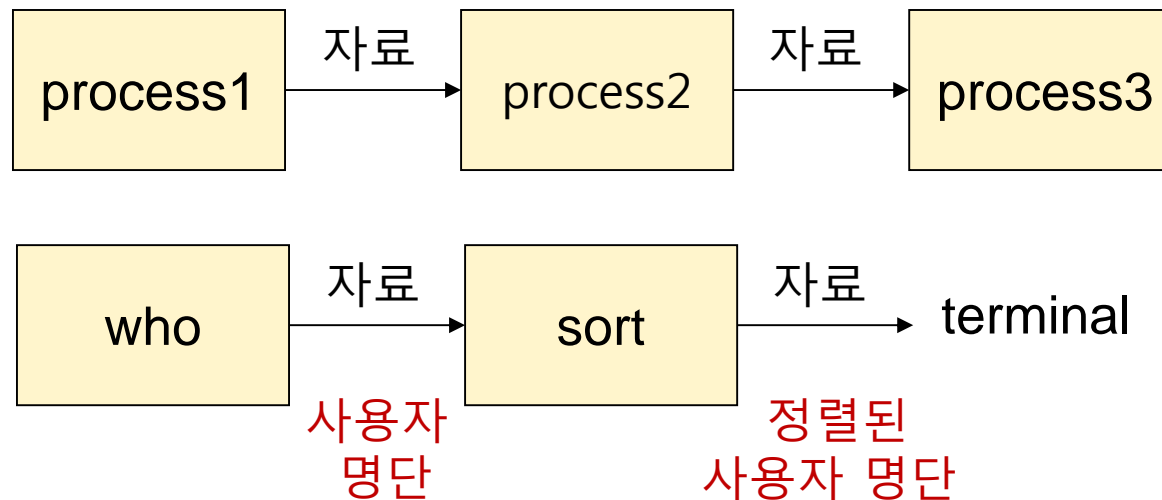 자료 자료
process1 process2 process3
자료 자료
who sort terminal
사용자 정렬된
명단 사용자 명단